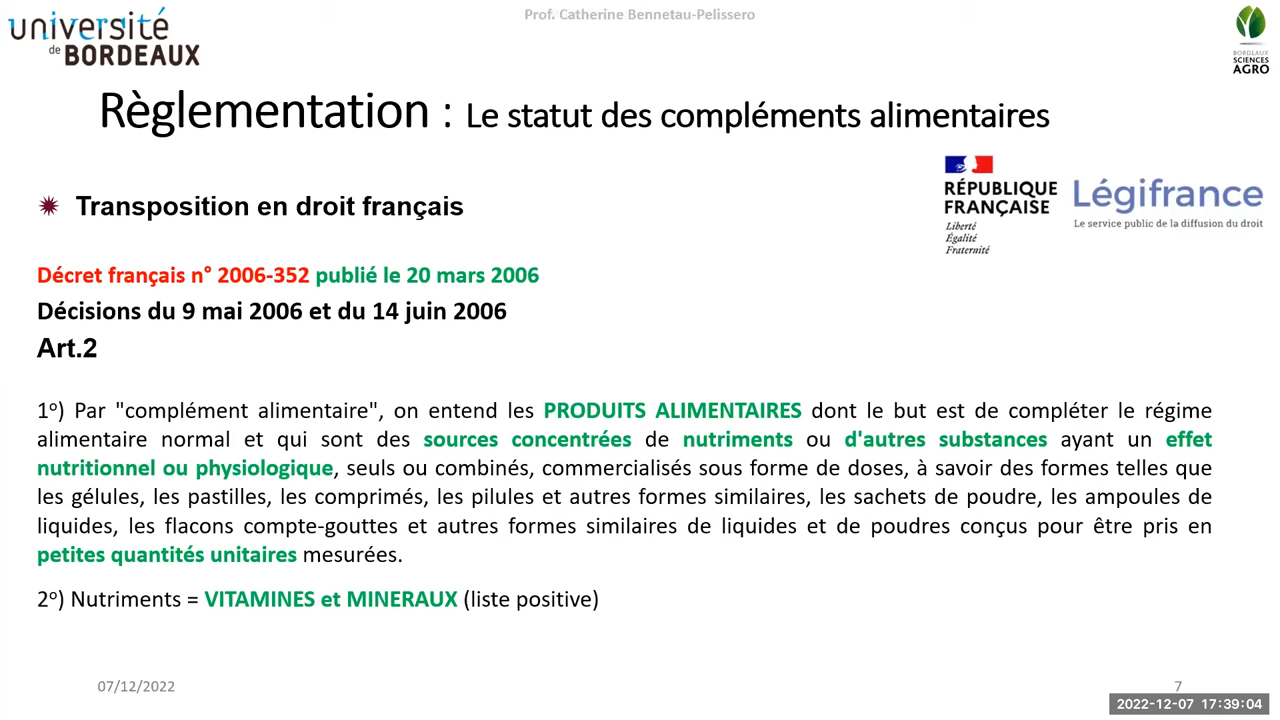 Prof. Catherine Bennetau-Pelissero
université
de BORDEAUX
BORDEAUX
SCIENCES
AGRO
Règlementation : Le statut des compléments alimentaires
RÉPUBLIQUE
FRANÇAISE
Liberté
Égalité
Fraternité
Légifrance
Le service public de la diffusion du droit
Transposition en droit français
Décret français n° 2006-352 publié le 20 mars 2006
Décisions du 9 mai 2006 et du 14 juin 2006
Art.2
1º) Par "complément alimentaire", on entend les PRODUITS ALIMENTAIRES dont le but est de compléter le régime
alimentaire normal et qui sont des sources concentrées de nutriments ou d'autres substances ayant un effet
nutritionnel ou physiologique, seuls ou combinés, commercialisés sous forme de doses, à savoir des formes telles que
les gélules, les pastilles, les comprimés, les pilules et autres formes similaires, les sachets de poudre, les ampoules de
liquides, les flacons compte-gouttes et autres formes similaires de liquides et de poudres conçus pour être pris en
petites quantités unitaires mesurées.
2º) Nutriments = VITAMINES et MINERAUX (liste positive)
07/12/2022
7
2022-12-07 17:39:04